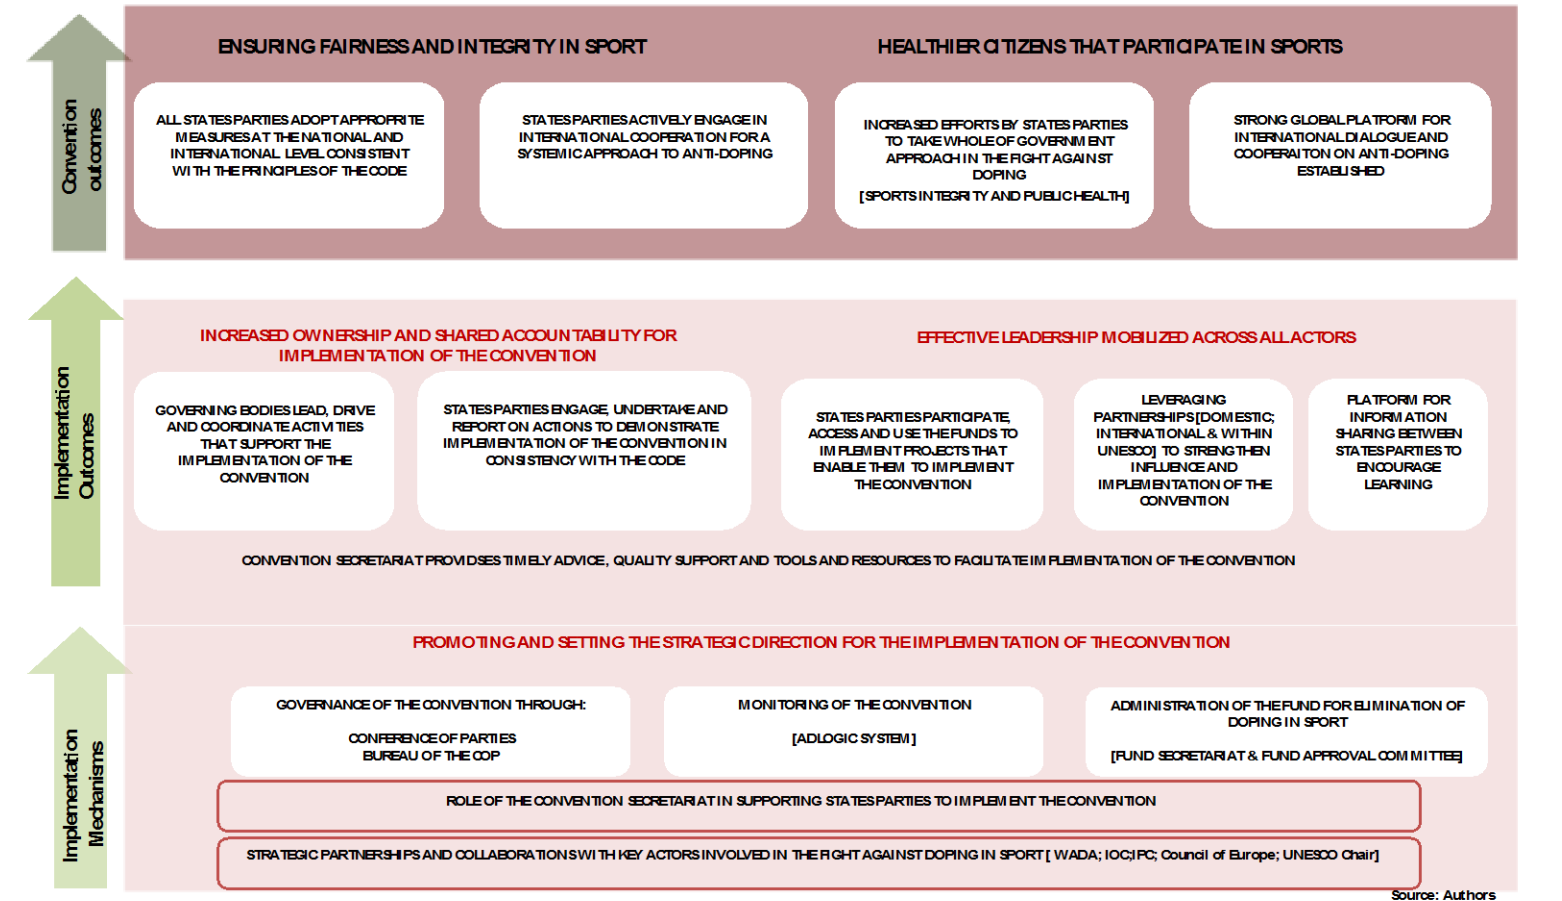 Convention
outcomes
ENSURING FAIRNESS AND INTEGRITY IN SPORT
HEALTHIER CITIZENS THAT PARTICIPATE IN SPORTS
ALL STATES PARTIES ADOPT APPROPRITE
MEASURES AT THE NATIONAL AND
INTERNATIONAL LEVEL CONSISTENT
WITH THE PRINCIPLES OF THE CODE
STATES PARTIES ACTIVELY ENGAGE IN
INTERNATIONAL COOPERATION FOR A
SYSTEMIC APPROACH TO ANTI-DOPING
INCREASED EFFORTS BY STATES PARTIES
TO TAKE WHOLE OF GOVERNMENT
APPROACH IN THE FIGHT AGAINST
DOPING
[SPORTS INTEGRITY AND PUBLIC HEALTH]
STRONG GLOBAL PLATFORM FOR
INTERNATIONAL DIALOGUE AND
COOPERAITON ON ANTI-DOPING
ESTABLISHED
Implementation
Outcomes
INCREASED OWNERSHIP AND SHARED ACCOUNTABILITY FOR
IMPLEMENTATION OF THE CONVENTION
EFFECTIVE LEADERSHIP MOBILIZED ACROSS ALL ACTORS
GOVERNING BODIES LEAD, DRIVE
AND COORDINATE ACTIVITIES
THAT SUPPORT THE
IMPLEMENTATION OF THE
CONVENTION
STATES PARTIES ENGAGE, UNDERTAKE AND
REPORT ON ACTIONS TO DEMONSTRATE
IMPLEMENTATION OF THE CONVENTION IN
CONSISTENCY WITH THE CODE
STATES PARTIES PARTICIPATE,
ACCESS AND USE THE FUNDS TO
IMPLEMENT PROJECTS THAT
ENABLE THEM TO IMPLEMENT
THE CONVENTION
LEVERAGING
PARTNERSHIPS [DOMESTIC;
INTERNATIONAL & WITHIN
UNESCO] TO STRENGTHEN
INFLUENCE AND
IMPLEMENTATION OF THE
CONVENTION
PLATFORM FOR
INFORMATION
SHARING BETWEEN
STATES PARTIES TO
ENCOURAGE
LEARNING
CONVENTION SECRETARIAT PROVIDSES TIMELY ADVICE, QUALITY SUPPORT AND TOOLS AND RESOURCES TO FACILITATE IMPLEMENTATION OF THE CONVENTION
Implementation
Mechanisms
PROMOTING AND SETTING THE STRATEGIC DIRECTION FOR THE IMPLEMENTATION OF THE CONVENTION
GOVERNANCE OF THE CONVENTION THROUGH:
CONFERENCE OF PARTIES
BUREAU OF THE COP
MONITORING OF THE CONVENTION
[ADLOGIC SYSTEM]
ADMINISTRATION OF THE FUND FOR ELIMINATION OF
DOPING IN SPORT
[FUND SECRETARIAT & FUND APPROVAL COMMITTEE]
ROLE OF THE CONVENTION SECRETARIAT IN SUPPORTING STATES PARTIES TO IMPLEMENT THE CONVENTION
STRATEGIC PARTNERSHIPS AND COLLABORATIONS WITH KEY ACTORS INVOLVED IN THE FIGHT AGAINST DOPING IN SPORT [ WADA; IOC;IPC; Council of Europe; UNESCO Chair]
Source: Authors